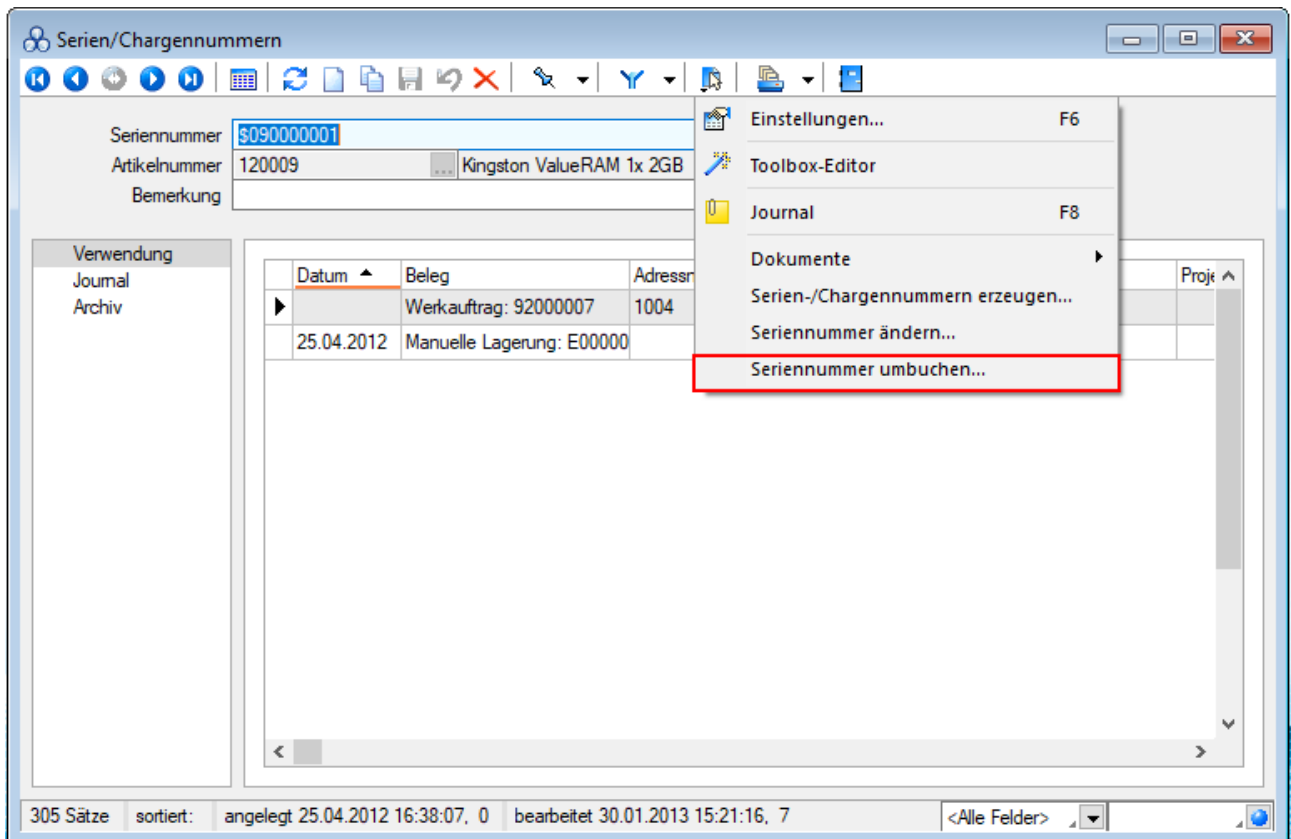 Serien/Chargennummern
Einstellungen... F6
Seriennummer $090000001
Artikelnummer 120009 ... Kingston ValueRAM 1x 2GB
Toolbox-Editor
Bemerkung
Journal F8
Verwendung
Journal
Archiv
Datum Beleg Adressn
Dokumente
Proje
Werkauftrag: 92000007 1004
Serien-/Chargennummern erzeugen...
25.04.2012 Manuelle Lagerung: E00000
Seriennummer ändern...
Seriennummer umbuchen...
305 Sätze sortiert: angelegt 25.04.2012 16:38:07, 0 bearbeitet 30.01.2013 15:21:16, 7 <Alle Felder>